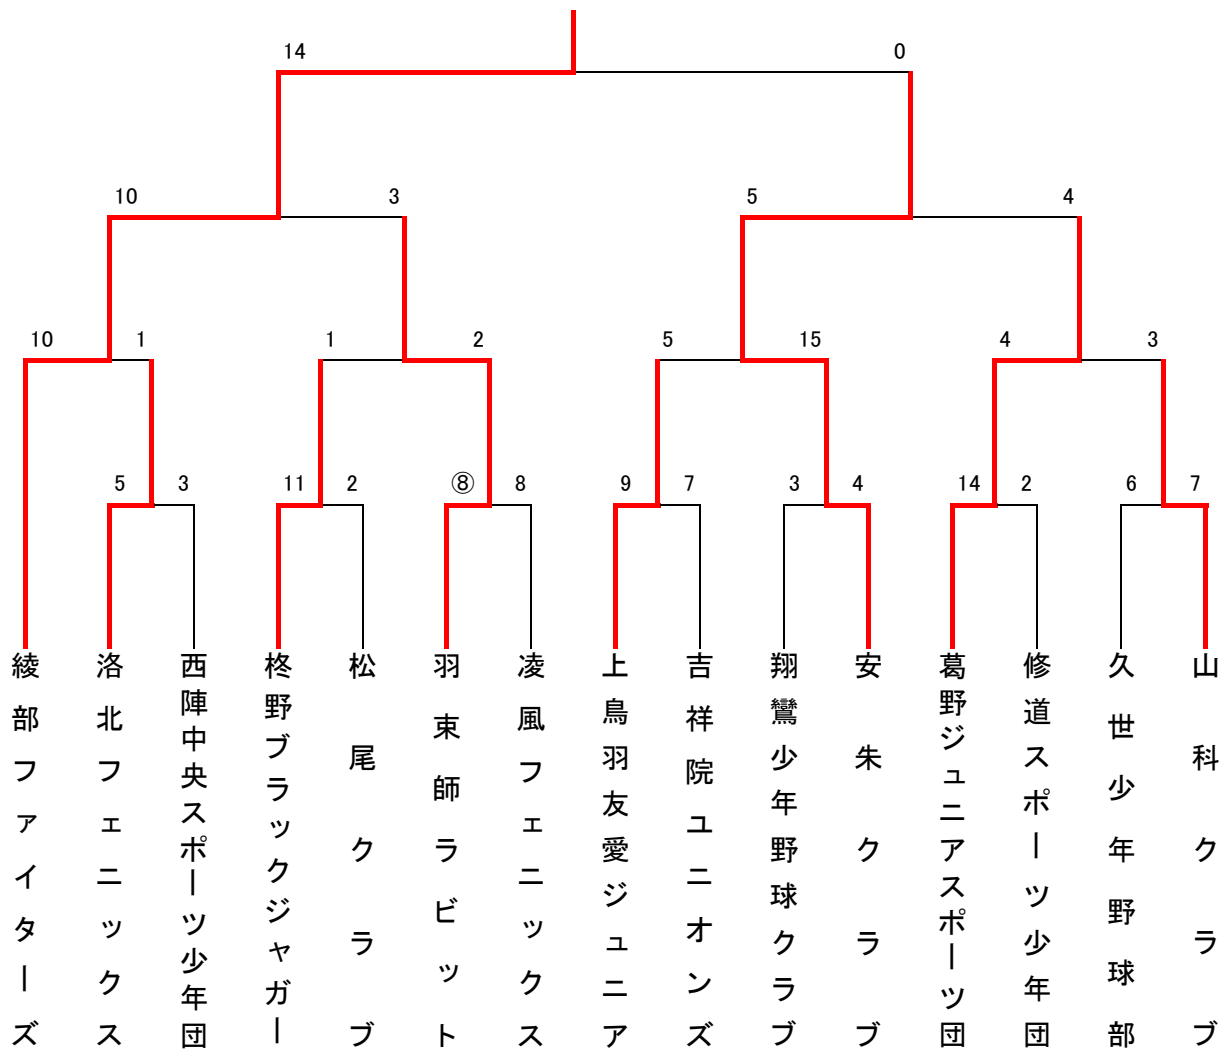 14 0
10 3 5 4
10 1 1 2 5 15 4 3
5 3 11 2 ⑧ 8 9 7 3 4 14 2 6 7
綾部ファイターズ
洛北フェニックス
西陣中央スポーツ少年団
柊野ブラックジャガー
松尾クラブ
羽束師ラビット
凌風フェニックス
上鳥羽友愛ジュニア
吉祥院ユニオンズ
翔鸞少年野球クラブ
安朱クラブ
葛野ジュニアスポーツ団
修道スポーツ少年団
久世少年野球部
山科クラブ